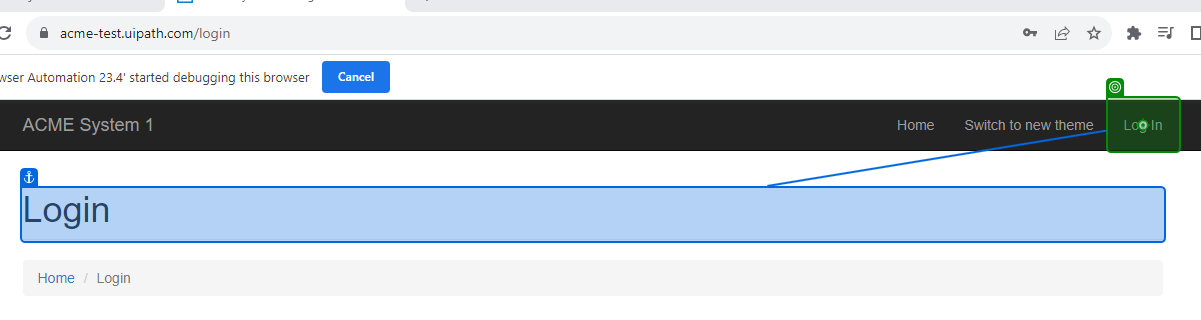 acme-test.uipath.com/login
wser Automation 23.4' started debugging this browser Cancel
ACME System 1 Home Switch to new theme Log In
Login
Home / Login